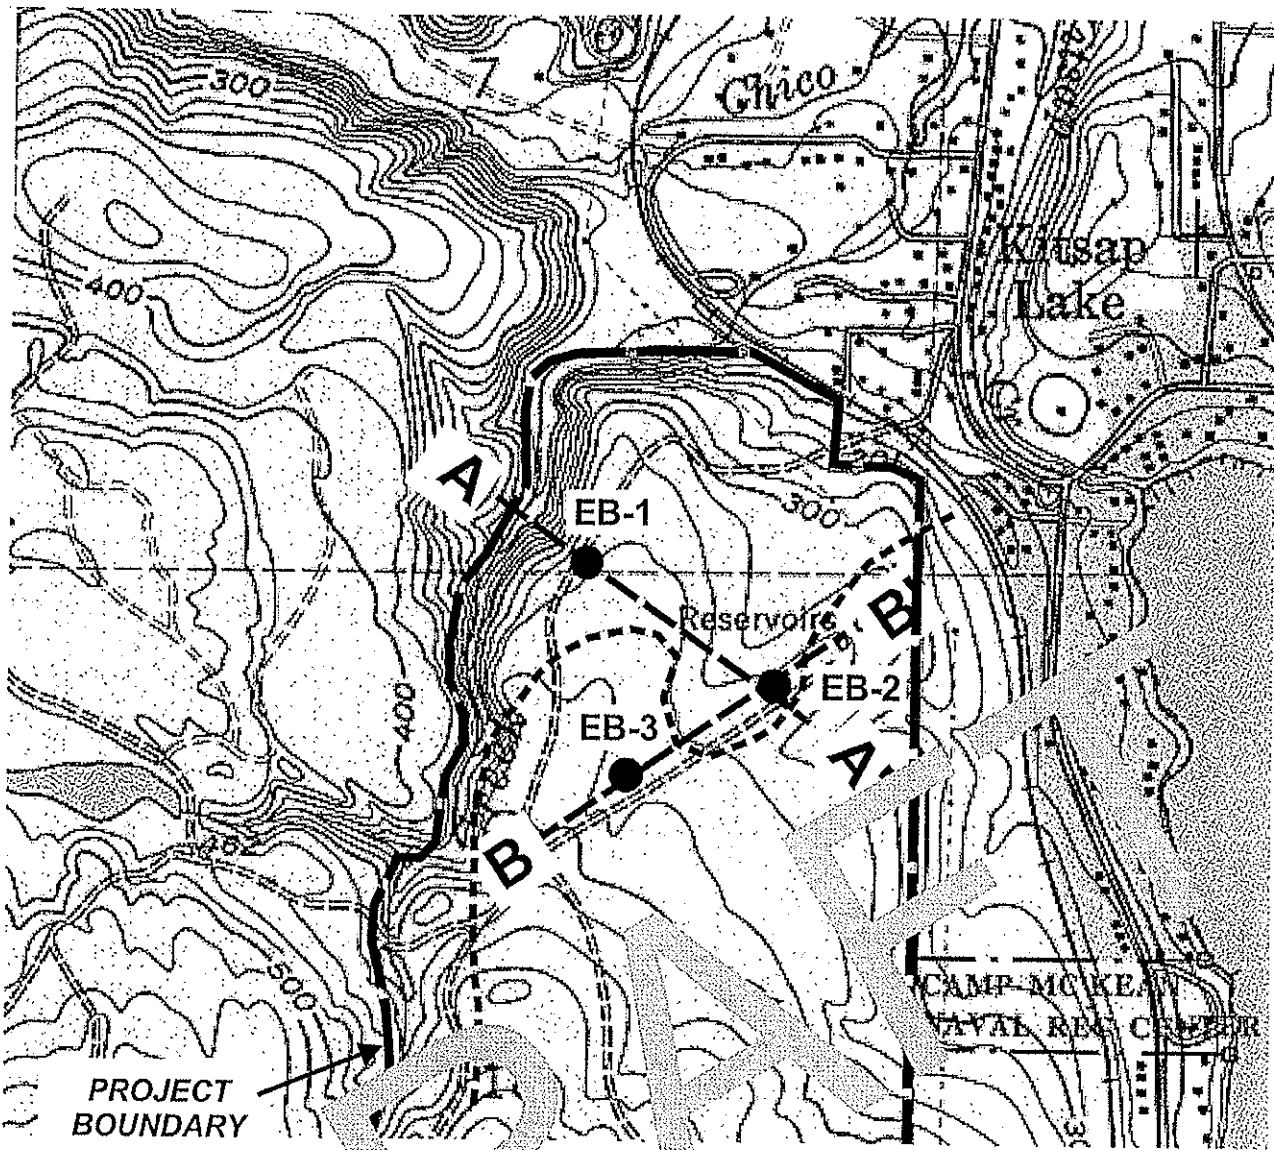 7
300
Chico
Kitsap
Lake
400
A
EB-1
300
Reservoirs
B
EB-2
EB-3
400
A
B
500
CAMP MC KEAN
NAVAL REC CENTER
PROJECT
BOUNDARY